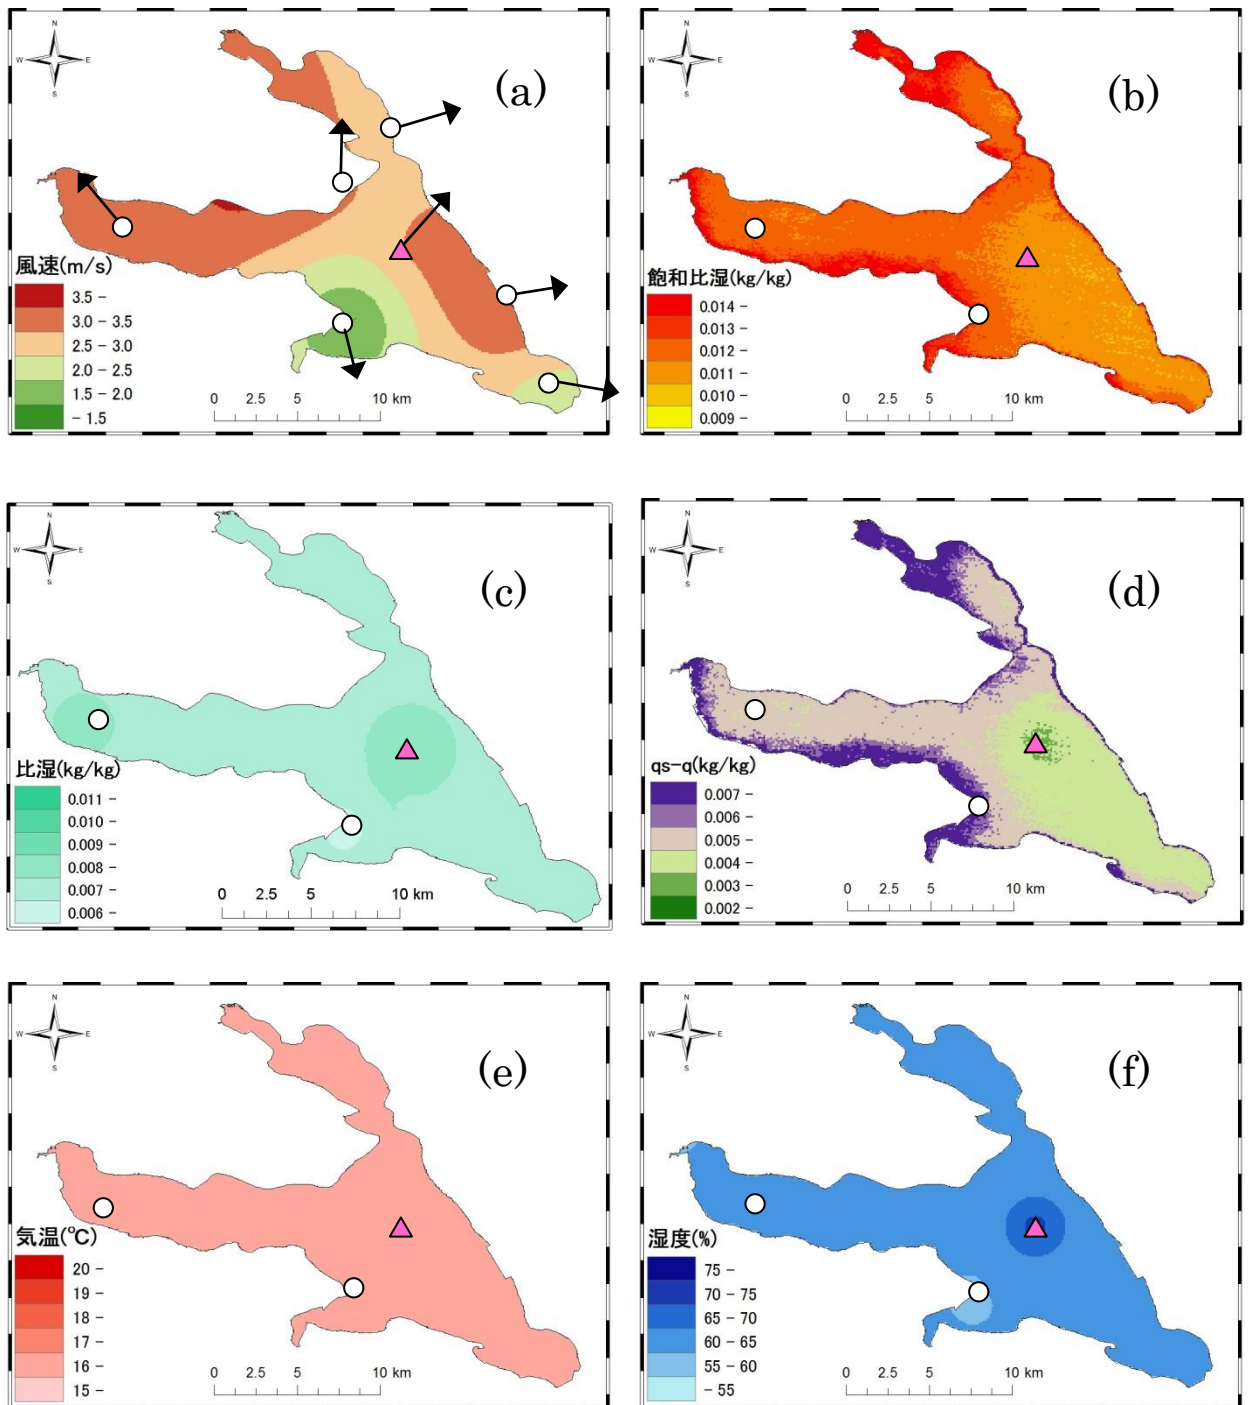 N
W E
S
(a)
風速(m/s)
3.5 −
3.0 − 3.5
2.5 − 3.0
2.0 − 2.5
1.5 − 2.0
− 1.5
0 2.5 5 10 km
N
W E
S
(b)
飽和比湿(kg/kg)
0.014 −
0.013 −
0.012 −
0.011 −
0.010 −
0.009 −
0 2.5 5 10 km
N
W E
S
(c)
比湿(kg/kg)
0.011 −
0.010 −
0.009 −
0.008 −
0.007 −
0.006 −
0 2.5 5 10 km
N
W E
S
(d)
qs−q(kg/kg)
0.007 −
0.006 −
0.005 −
0.004 −
0.003 −
0.002 −
0 2.5 5 10 km
N
W E
S
(e)
気温(℃)
20 −
19 −
18 −
17 −
16 −
15 −
0 2.5 5 10 km
N
W E
S
(f)
湿度(%)
75 −
70 − 75
65 − 70
60 − 65
55 − 60
− 55
0 2.5 5 10 km